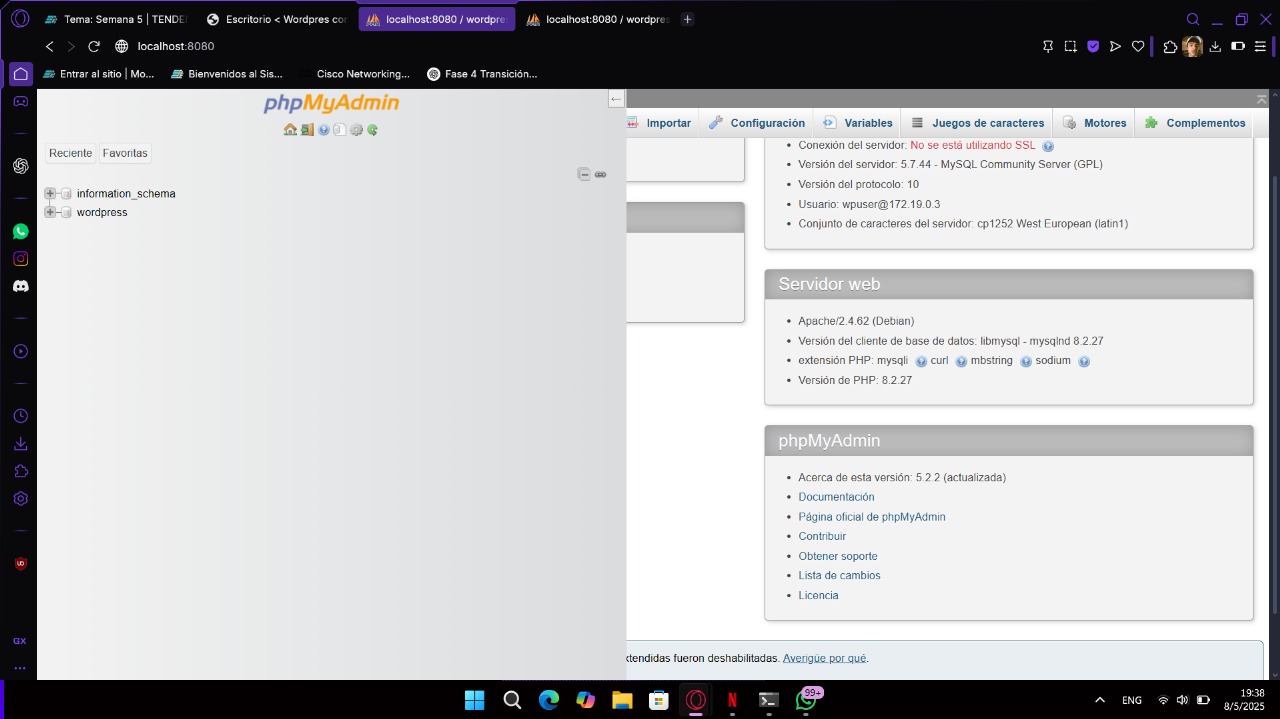 Tema: Semana 5 | TENDE
Escritorio < Wordpres cor
localhost:8080 / wordpre
localhost:8080 / wordpres
localhost:8080
Entrar al sitio | Mo...
Bienvenidos al Sis...
Cisco Networking...
Fase 4 Transición...
phpMyAdmin
Reciente
Favoritas
information_schema
wordpress
Importar
Configuración
Variables
Juegos de caracteres
Motores
Complementos
Conexión del servidor: No se está utilizando SSL
Versión del servidor: 5.7.44 - MySQL Community Server (GPL)
Versión del protocolo: 10
Usuario: wpuser@172.19.0.3
Conjunto de caracteres del servidor: cp1252 West European (latin1)
Servidor web
Apache/2.4.62 (Debian)
Versión del cliente de base de datos: libmysql - mysqlnd 8.2.27
extensión PHP: mysqli curl mbstring sodium
Versión de PHP: 8.2.27
phpMyAdmin
Acerca de esta versión: 5.2.2 (actualizada)
Documentación
Página oficial de phpMyAdmin
Contribuir
Obtener soporte
Lista de cambios
Licencia
xtendidas fueron deshabilitadas. Averigüe por qué.
GX
99+
ENG
19:38
8/5/2025